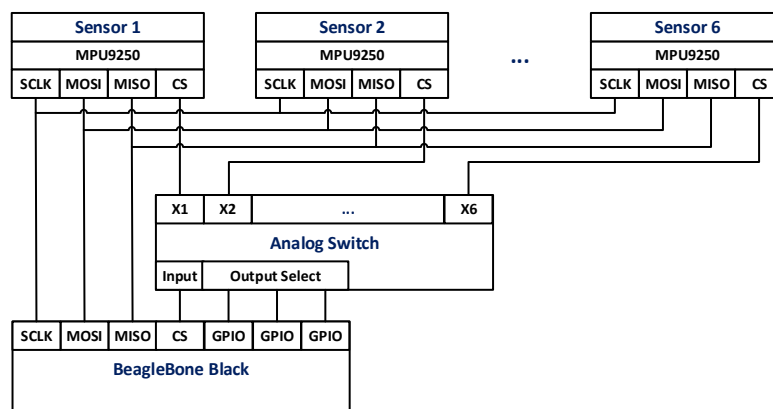 Sensor 1 Sensor 2 Sensor 6
MPU9250 MPU9250 ... MPU9250
SCLK MOSI MISO CS SCLK MOSI MISO CS SCLK MOSI MISO CS
X1 X2 ... X6
Analog Switch
Input Output Select
SCLK MOSI MISO CS GPIO GPIO GPIO
BeagleBone Black